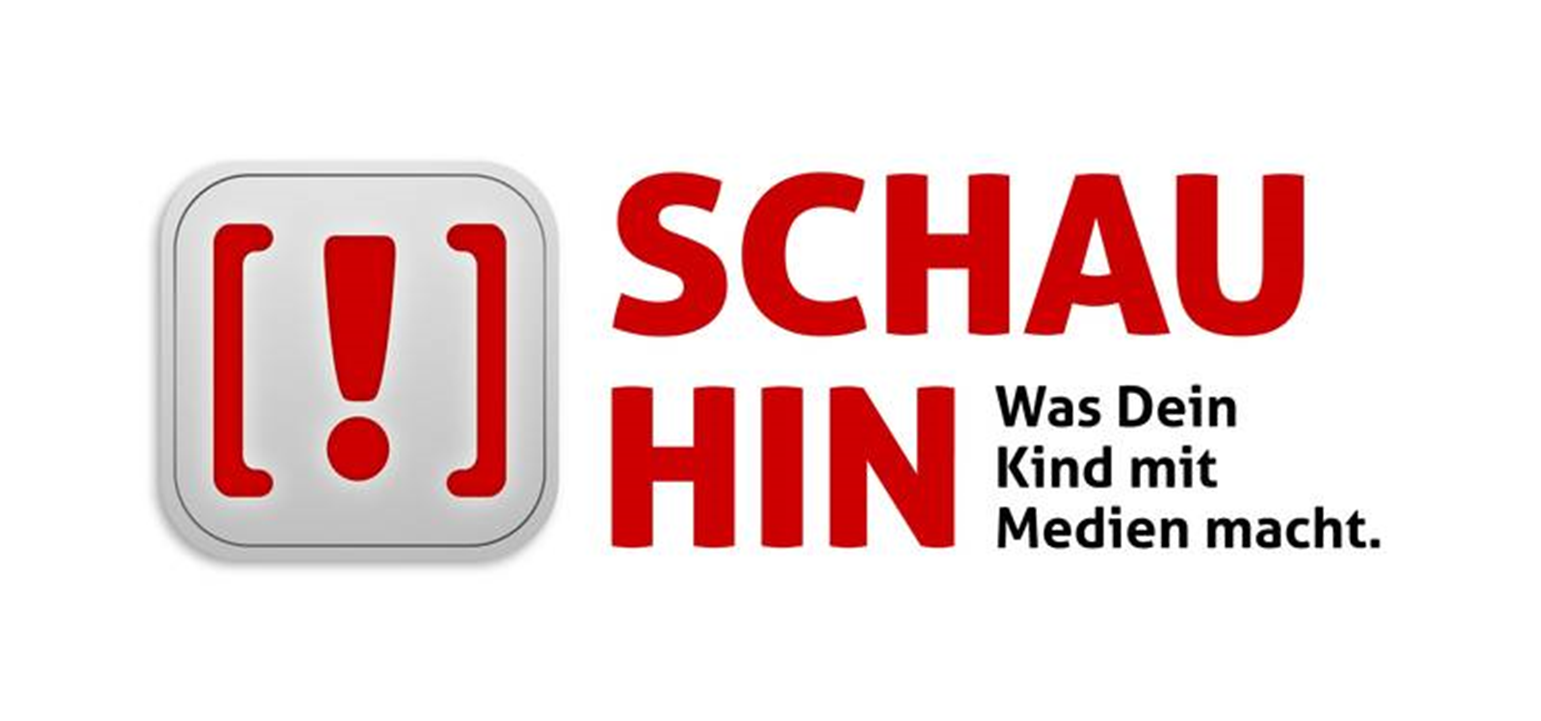 [!]
SCHAU
HIN
Was Dein
Kind mit
Medien macht.